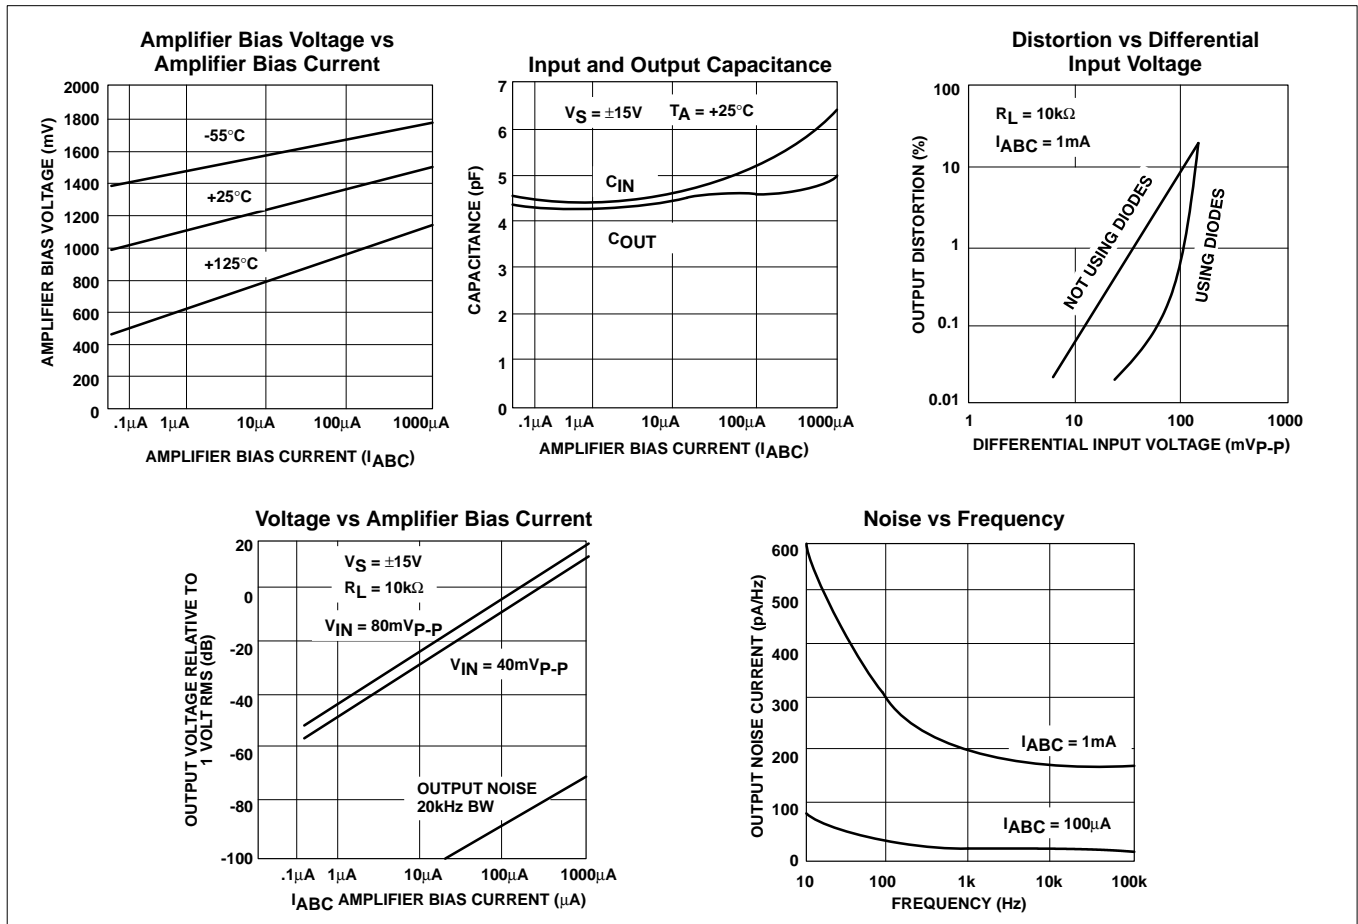 Amplifier Bias Voltage vs
Amplifier Bias Current
AMPLIFIER BIAS VOLTAGE (mV)
2000
1800
1600
1400
1200
1000
800
600
400
200
0
-55°C
+25°C
+125°C
.1µA 1µA 10µA 100µA 1000µA
AMPLIFIER BIAS CURRENT (IABC)
Input and Output Capacitance
CAPACITANCE (pF)
7
6
5
4
3
2
1
0
VS = ±15V TA = +25°C
CIN
COUT
.1µA 1µA 10µA 100µA 1000µA
AMPLIFIER BIAS CURRENT (IABC)
Distortion vs Differential
Input Voltage
OUTPUT DISTORTION (%)
100
10
1
0.1
0.01
RL = 10kΩ
IABC = 1mA
NOT USING DIODES
USING DIODES
1 10 100 1000
DIFFERENTIAL INPUT VOLTAGE (mVP-P)
Voltage vs Amplifier Bias Current
OUTPUT VOLTAGE RELATIVE TO
1 VOLT RMS (dB)
20
0
-20
-40
-60
-80
-100
VS = ±15V
RL = 10kΩ
VIN = 80mVP-P
VIN = 40mVP-P
OUTPUT NOISE
20kHz BW
.1µA 1µA 10µA 100µA 1000µA
IABC AMPLIFIER BIAS CURRENT (µA)
Noise vs Frequency
OUTPUT NOISE CURRENT (pA/Hz)
600
500
400
300
200
100
0
IABC = 1mA
IABC = 100µA
10 100 1k 10k 100k
FREQUENCY (Hz)